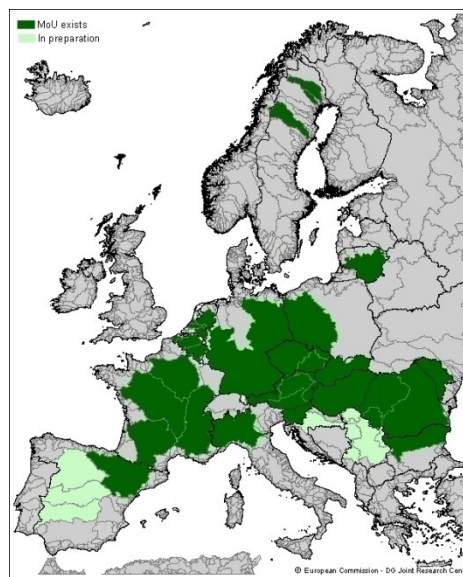 MoU exists
In preparation
© European Commission - DG Joint Research Cen